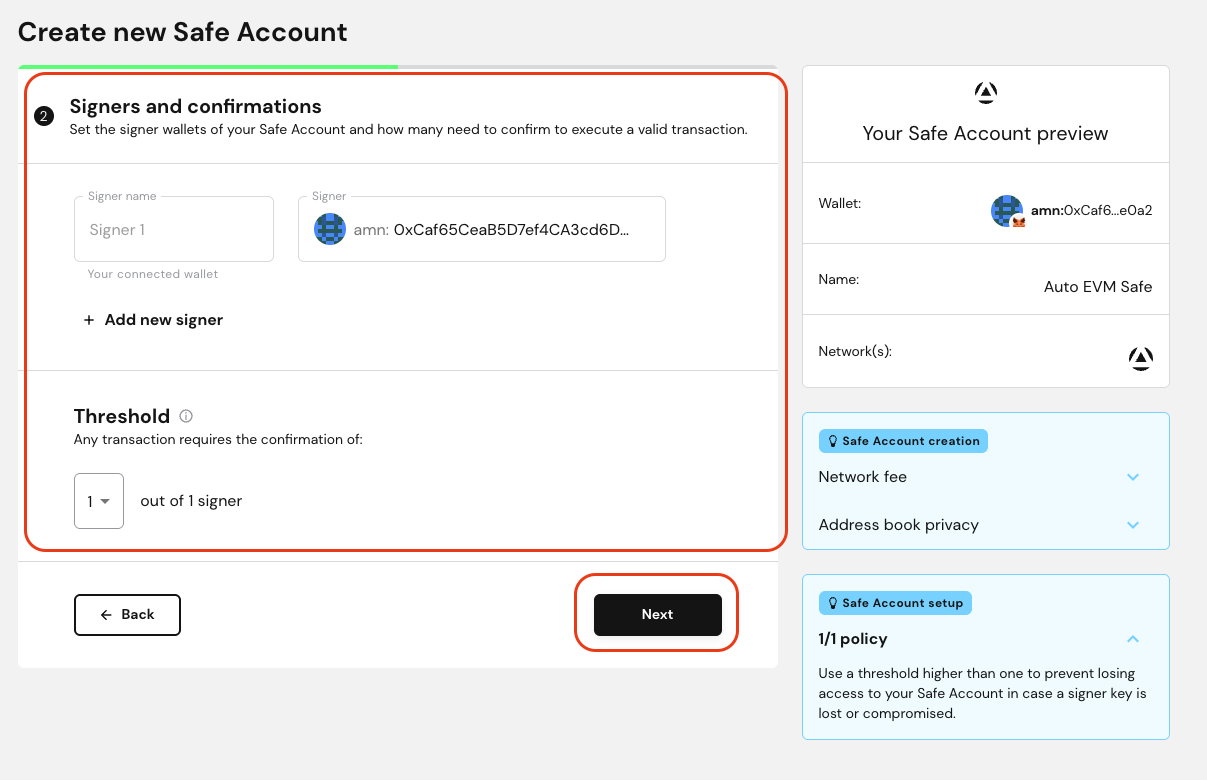 Create new Safe Account
2
Signers and confirmations
Set the signer wallets of your Safe Account and how many need to confirm to execute a valid transaction.
Signer name
Signer 1
Your connected wallet
Signer
amn: 0xCaf65CeaB5D7ef4CA3cd6D...
+ Add new signer
Threshold
Any transaction requires the confirmation of:
1
out of 1 signer
Back
Next
Your Safe Account preview
Wallet:
amn:0xCaf6...e0a2
Name:
Auto EVM Safe
Network(s):
Safe Account creation
Network fee
Address book privacy
Safe Account setup
1/1 policy
Use a threshold higher than one to prevent losing
access to your Safe Account in case a signer key is
lost or compromised.